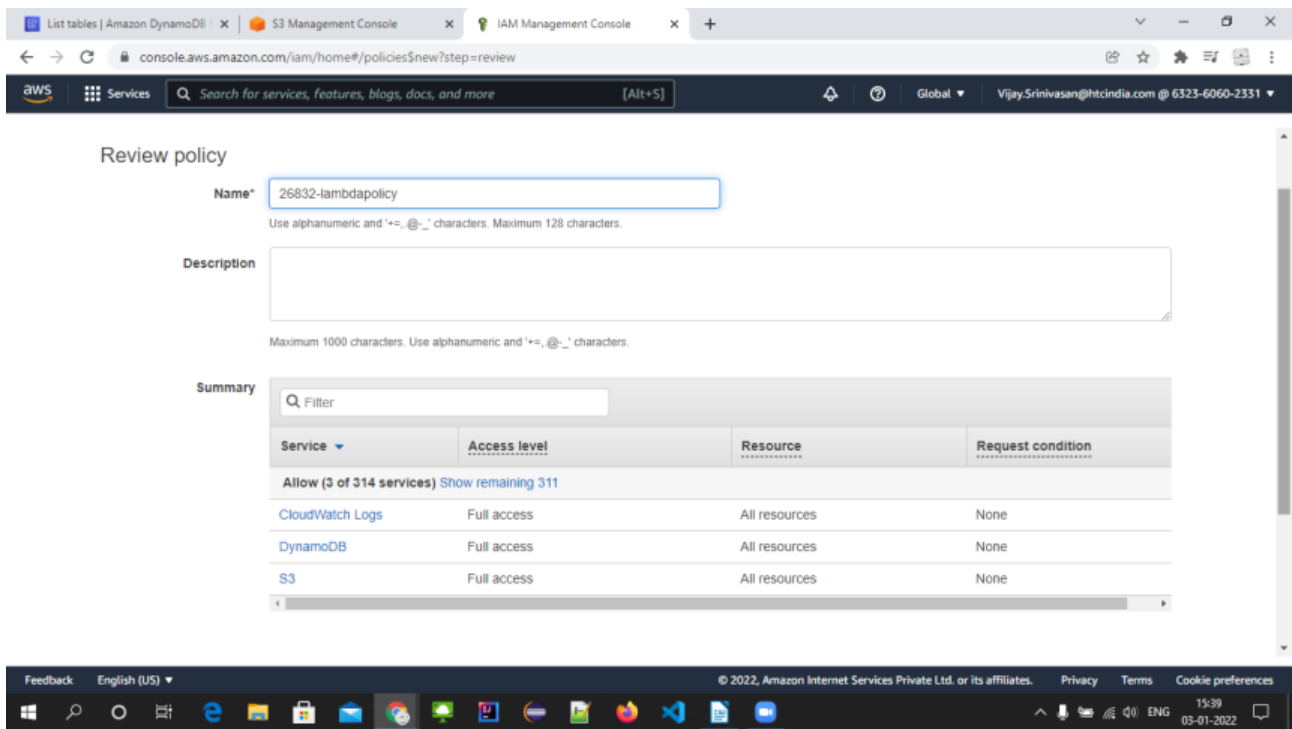 List tables | Amazon DynamoDB | S3 Management Console IAM Management Console
console.aws.amazon.com/iam/home#/policies$new?step=review
aws Services Search for services, features, blogs, docs, and more [Alt+S] Global Vijay.Srinivasan@htcindia.com @ 6323-6060-2331
Review policy
Name* 26832-lambdapolicy
Use alphanumeric and '+=,.@-_' characters. Maximum 128 characters.
Description
Maximum 1000 characters. Use alphanumeric and '+=,.@-_' characters.
Summary Filter
Service Access level Resource Request condition
Allow (3 of 314 services) Show remaining 311
CloudWatch Logs Full access All resources None
DynamoDB Full access All resources None
S3 Full access All resources None
Feedback English (US) © 2022, Amazon Internet Services Private Ltd. or its affiliates. Privacy Terms Cookie preferences
ENG 15:39
03-01-2022